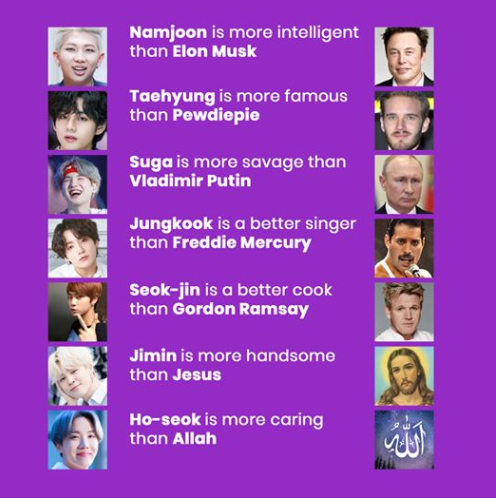 Namjoon is more intelligent
than Elon Musk
Taehyung is more famous
than Pewdiepie
Suga is more savage than
Vladimir Putin
Jungkook is a better singer
than Freddie Mercury
Seok-jin is a better cook
than Gordon Ramsay
Jimin is more handsome
than Jesus
Ho-seok is more caring
than Allah
الله